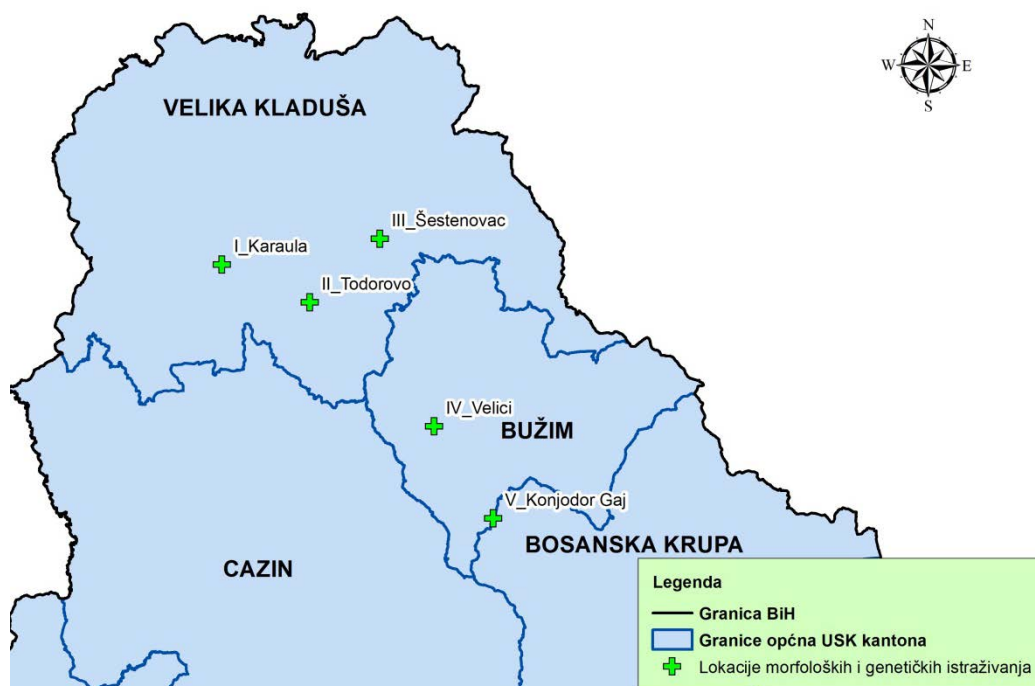 N
W E
S
VELIKA KLADUŠA
III_Šestenovac
I_Karaula
II_Todorovo
IV_Velici
BUŽIM
V_Konjodor Gaj
BOSANSKA KRUPA
CAZIN
Legenda
Granica BiH
Granice općna USK kantona
Lokacije morfoloških i genetičkih istraživanja